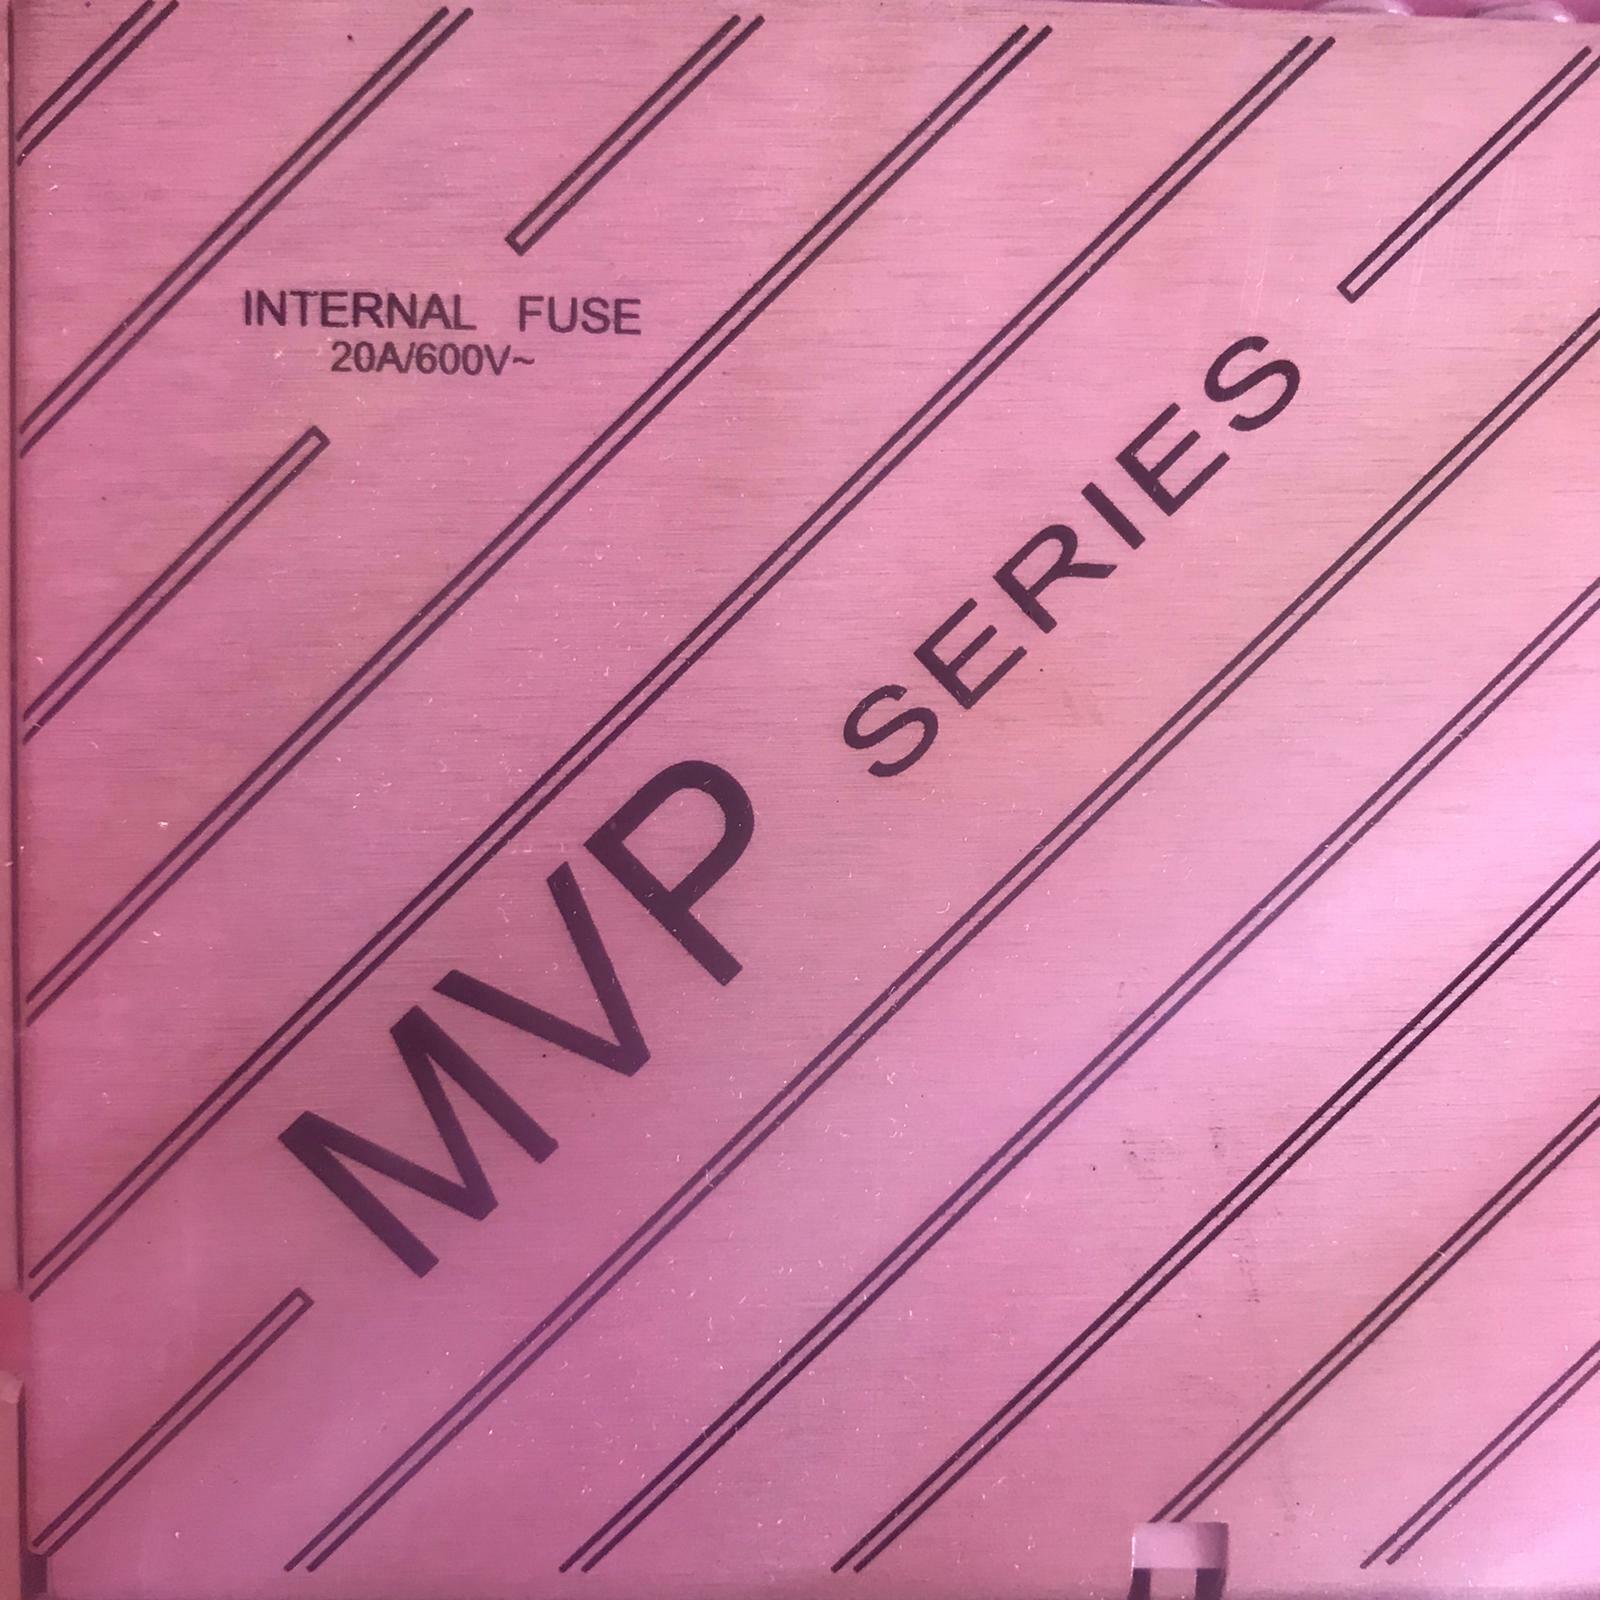 INTERNAL FUSE
20A/600V~
MVP SERIES